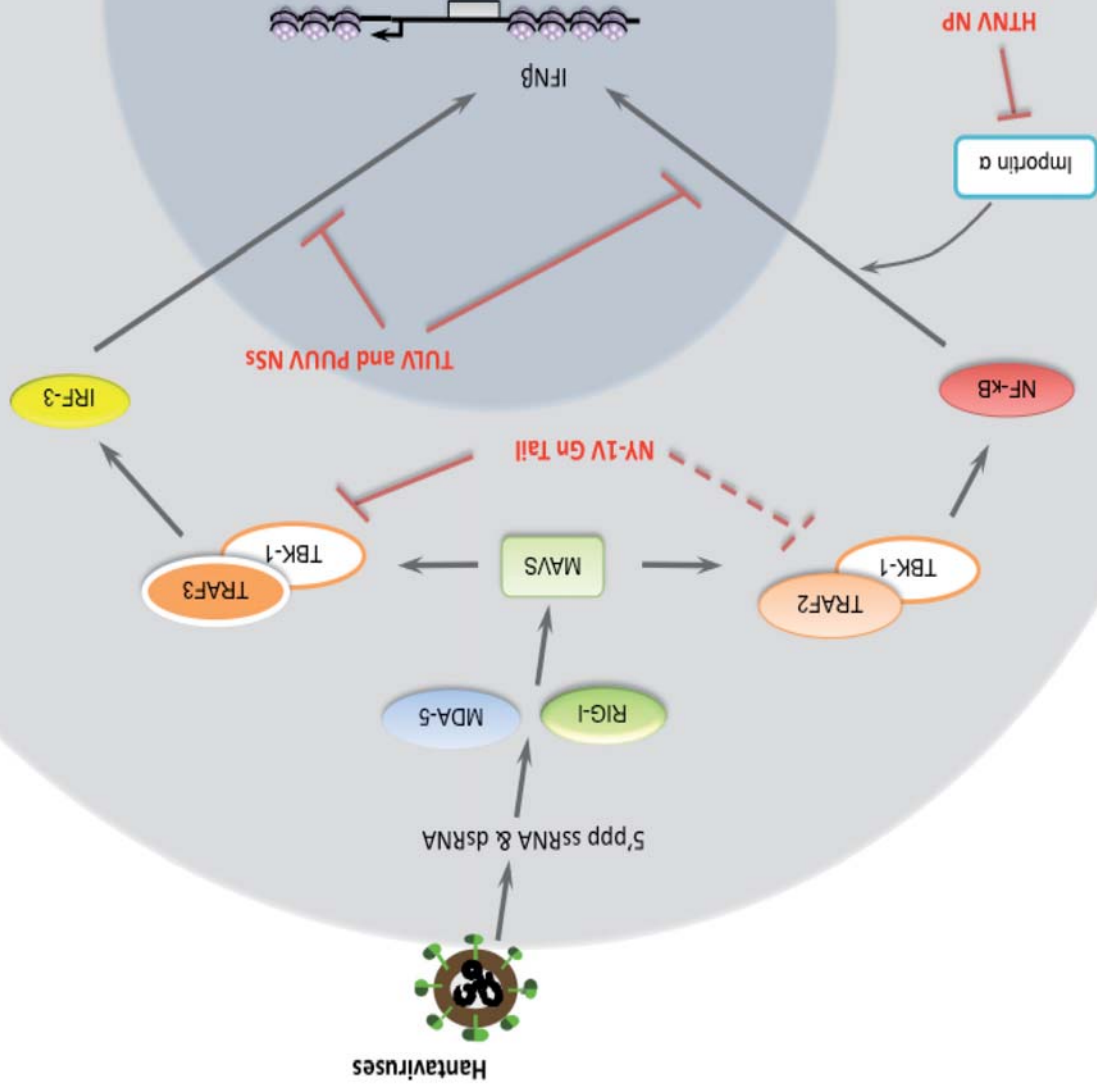 Hantaviruses
5'ppp ssRNA & dsRNA
RIG-I
MDA-5
TRAF2
TBK-1
MAVS
TRAF3
TBK-1
NY-1V Gn Tail
NF-κB
IRF-3
TULV and PUUV NSs
Importin α
IFNβ
HTNV NP